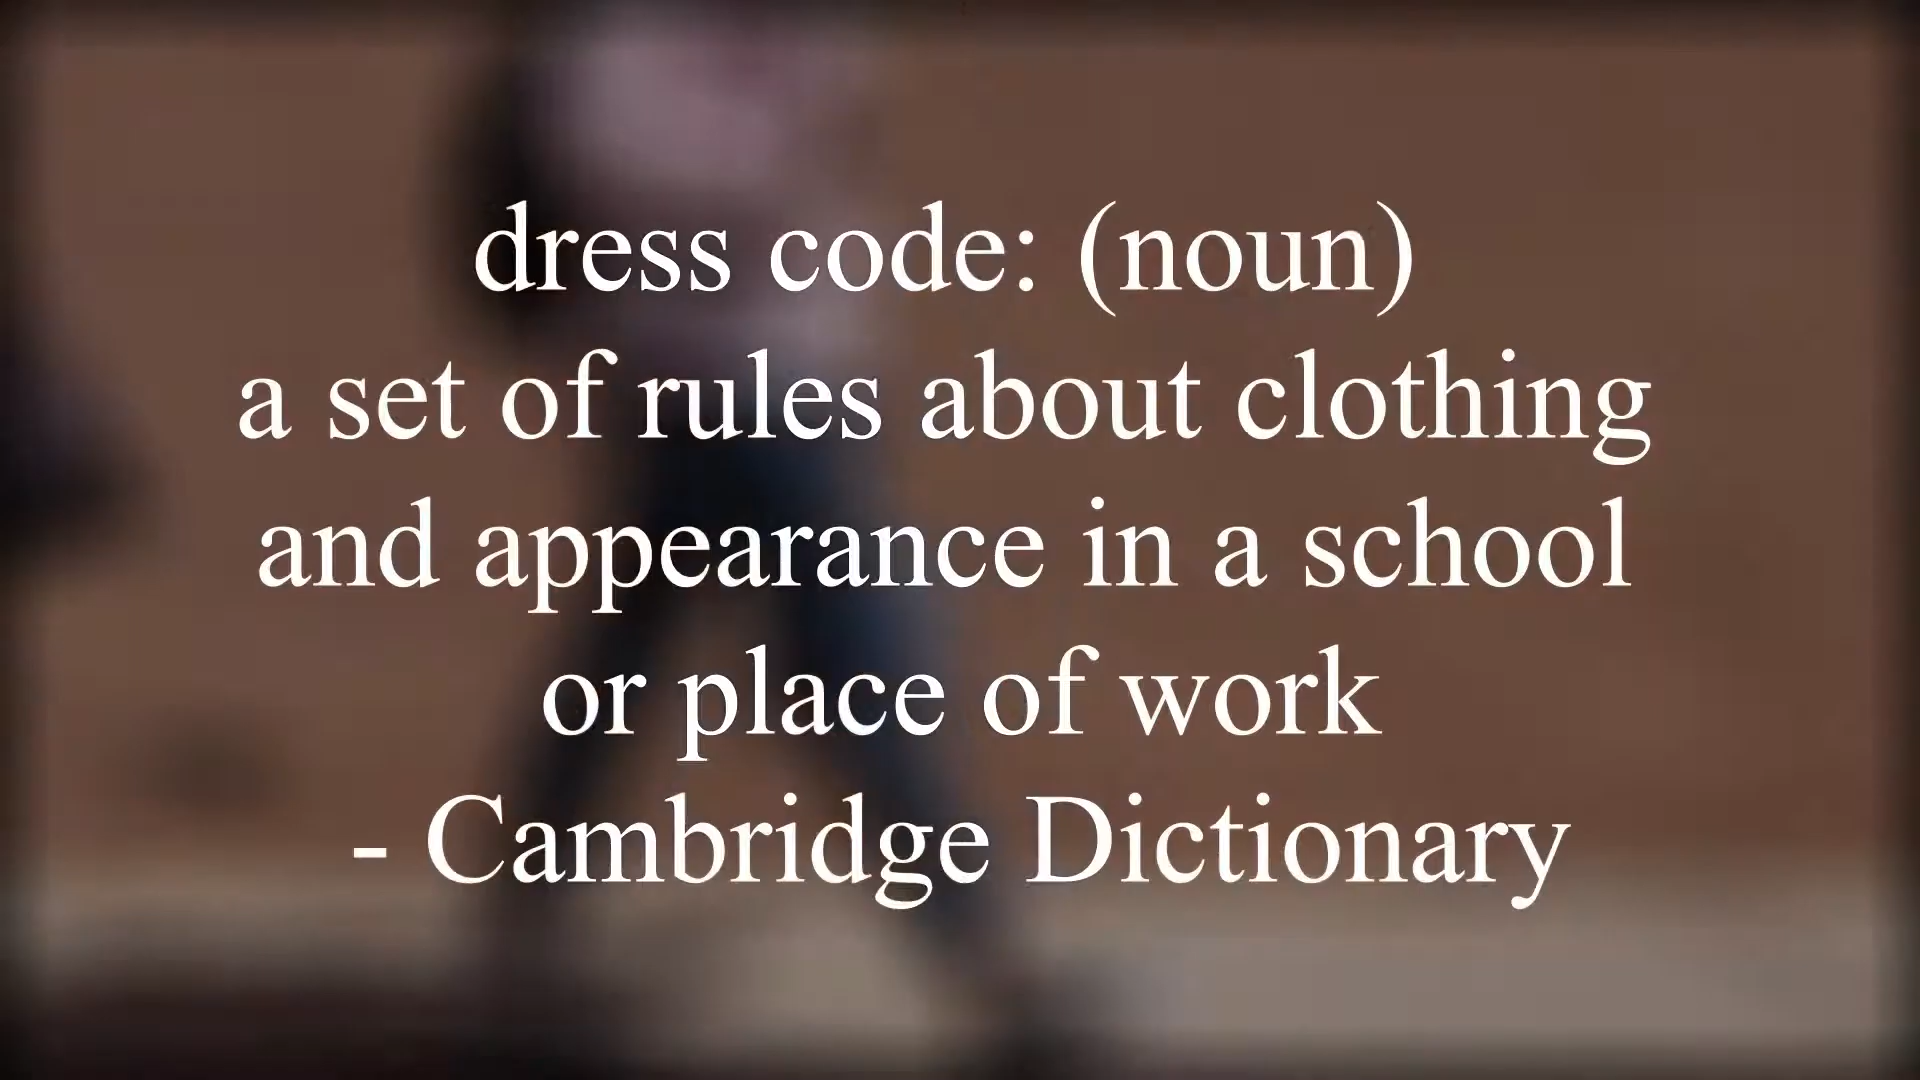 dress code: (noun)
a set of rules about clothing
and appearance in a school
or place of work
- Cambridge Dictionary